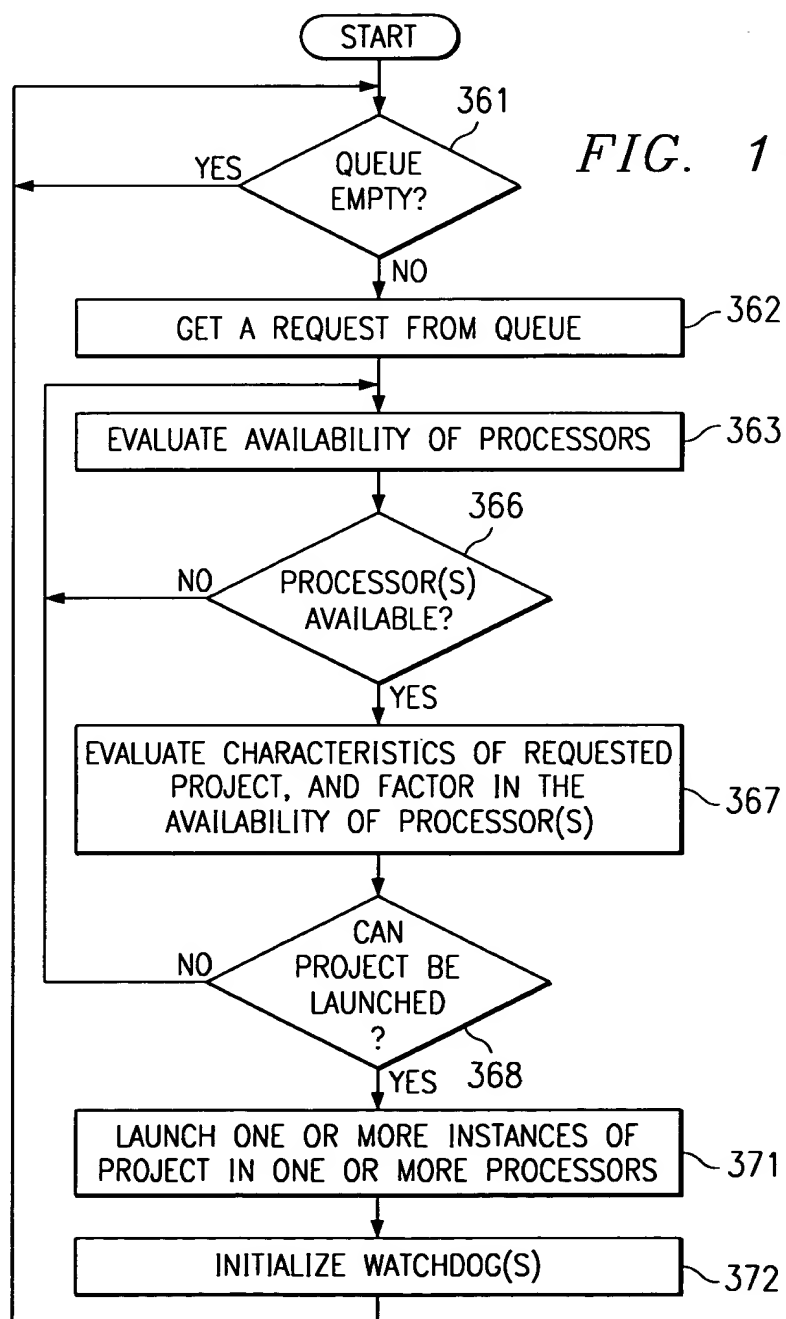 START
361
FIG. 1
YES
QUEUE
EMPTY?
NO
GET A REQUEST FROM QUEUE
362
EVALUATE AVAILABILITY OF PROCESSORS
363
366
NO
PROCESSOR(S)
AVAILABLE?
YES
EVALUATE CHARACTERISTICS OF REQUESTED
PROJECT, AND FACTOR IN THE
AVAILABILITY OF PROCESSOR(S)
367
NO
CAN
PROJECT BE
LAUNCHED
?
368
YES
LAUNCH ONE OR MORE INSTANCES OF
PROJECT IN ONE OR MORE PROCESSORS
371
INITIALIZE WATCHDOG(S)
372